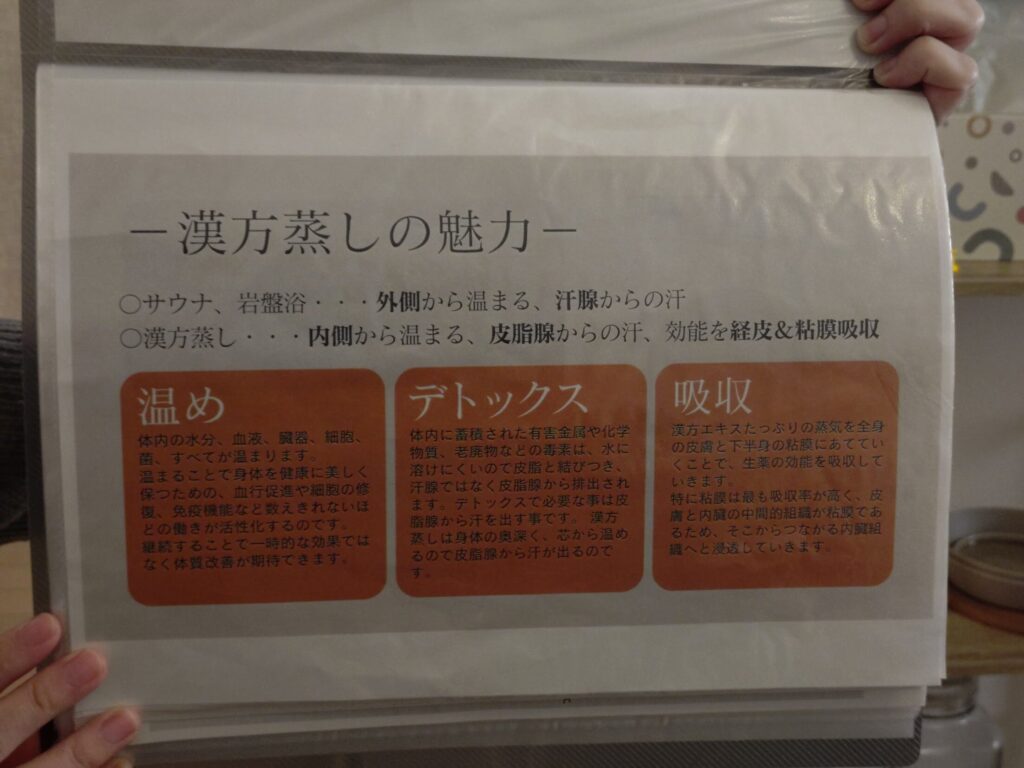 －漢方蒸しの魅力－
○サウナ、岩盤浴・・・外側から温まる、汗腺からの汗
○漢方蒸し・・・内側から温まる、皮脂腺からの汗、効能を経皮＆粘膜吸収
温め
体内の水分、血液、臓器、細胞、
菌、すべてが温まります。
温まることで身体を健康に美しく
保つための、血行促進や細胞の修
復、免疫機能など数えきれないほ
どの働きが活性化するのです。
継続することで一時的な効果では
なく体質改善が期待できます。
デトックス
体内に蓄積された有害金属や化学
物質、老廃物などの毒素は、水に
溶けにくいので皮脂と結びつき、
汗腺ではなく皮脂腺から排出され
ます。デトックスで必要な事は皮
脂腺から汗を出す事です。 漢方
蒸しは身体の奥深く、芯から温め
るので皮脂腺から汗が出るので
す。
吸収
漢方エキスたっぷりの蒸気を全身
の皮膚と下半身の粘膜にあててい
くことで、生薬の効能を吸収して
いきます。
特に粘膜は最も吸収率が高く、皮
膚と内臓の中間的組織が粘膜であ
るため、そこからつながる内臓組
織へと浸透していきます。